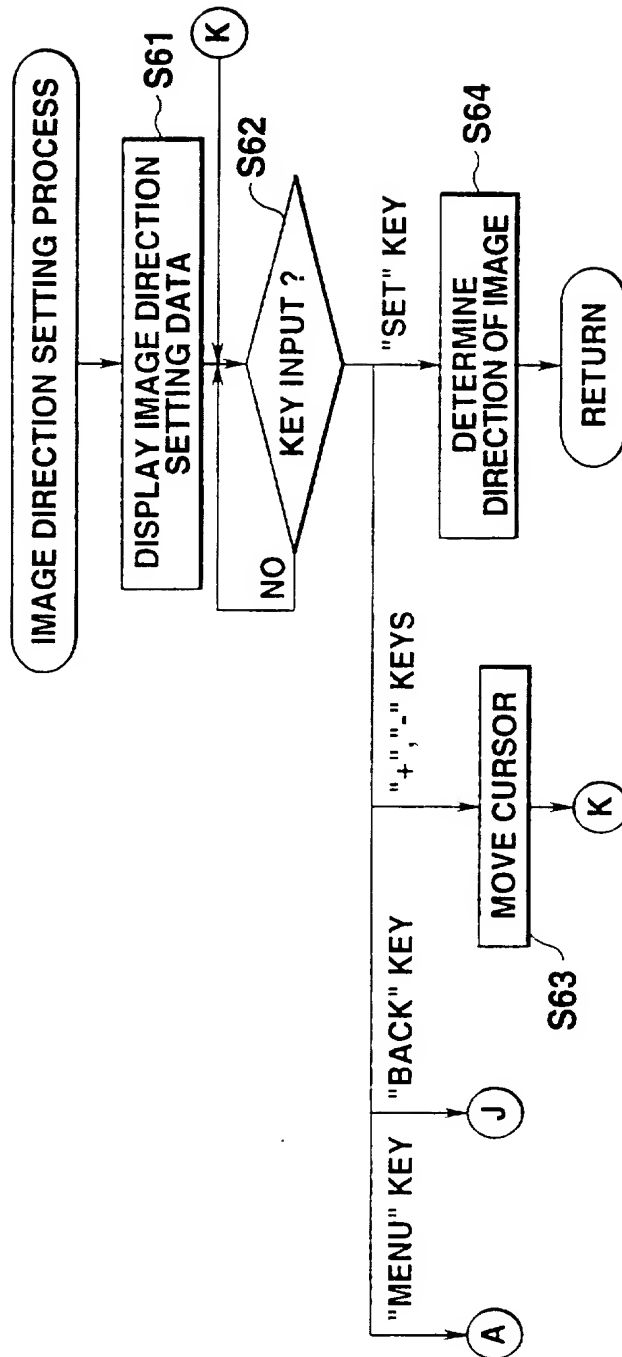 IMAGE DIRECTION SETTING PROCESS
DISPLAY IMAGE DIRECTION
SETTING DATA
S61
K
S62
KEY INPUT ?
NO
"MENU" KEY
"BACK" KEY
"+","-" KEYS
"SET" KEY
A
J
S63
MOVE CURSOR
K
S64
DETERMINE
DIRECTION OF IMAGE
RETURN